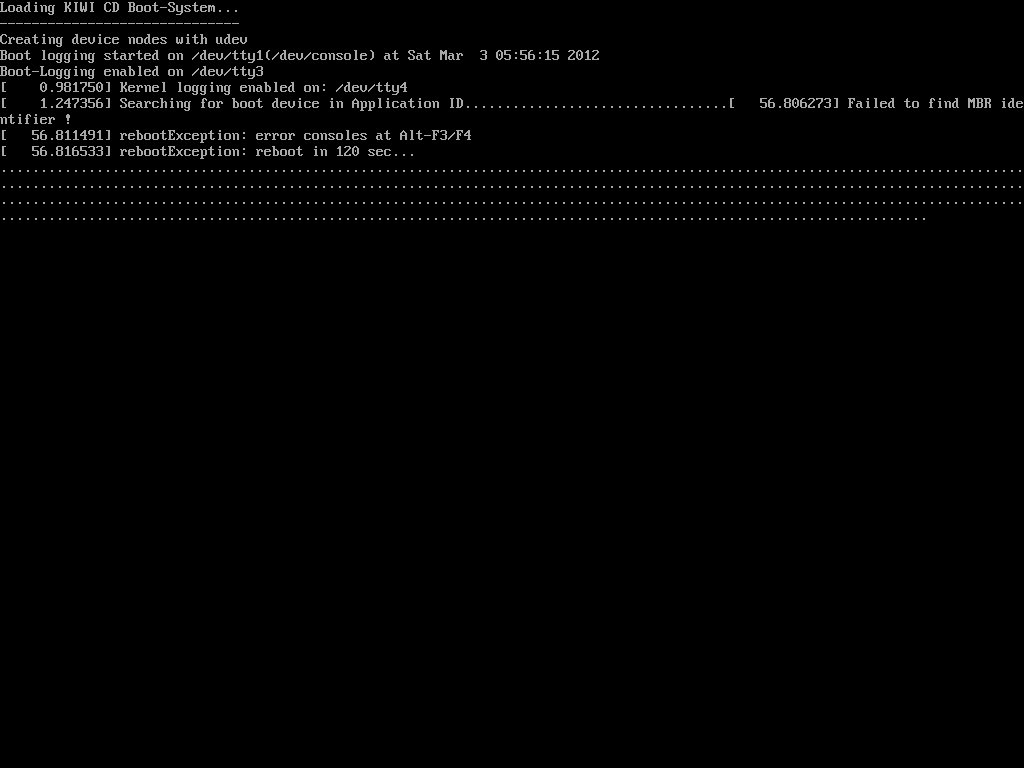 Loading KIWI CD Boot-System...
------------------------------
Creating device nodes with udev
Boot logging started on /dev/tty1(/dev/console) at Sat Mar  3 05:56:15 2012
Boot-Logging enabled on /dev/tty3
[    0.981750] Kernel logging enabled on: /dev/tty4
[    1.247356] Searching for boot device in Application ID.................................[   56.806273] Failed to find MBR ide
ntifier !
[   56.811491] rebootException: error consoles at Alt-F3/F4
[   56.816533] rebootException: reboot in 120 sec...
................................................................................................................................
................................................................................................................................
................................................................................................................................
....................................................................................................................